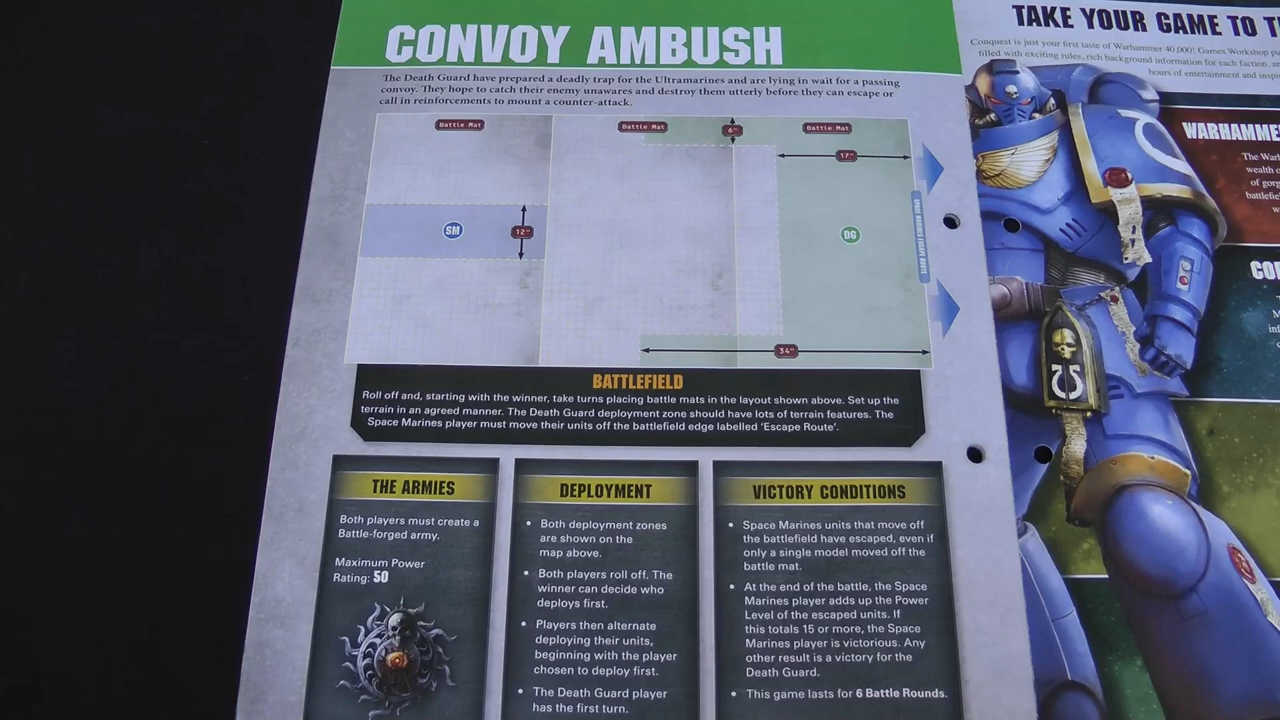 CONVOY AMBUSH
The Death Guard have prepared a deadly trap for the Ultramarines and are lying in wait for a passing
convoy. They hope to catch their enemy unawares and destroy them utterly before they can escape or
call in reinforcements to mount a counter-attack.
Battle Mat
Battle Mat
6"
Battle Mat
17"
SM
12"
DG
SPACE MARINES ESCAPE ROUTE
34"
BATTLEFIELD
Roll off and, starting with the winner, take turns placing battle mats in the layout shown above. Set up the
terrain in an agreed manner. The Death Guard deployment zone should have lots of terrain features. The
Space Marines player must move their units off the battlefield edge labelled ‘Escape Route’.
THE ARMIES
Both players must create a
Battle-forged army.
Maximum Power
Rating: 50
DEPLOYMENT
• Both deployment zones
are shown on the
map above.
• Both players roll off. The
winner can decide who
deploys first.
• Players then alternate
deploying their units,
beginning with the player
chosen to deploy first.
• The Death Guard player
has the first turn.
VICTORY CONDITIONS
• Space Marines units that move off
the battlefield have escaped, even if
only a single model moved off the
battle mat.
• At the end of the battle, the Space
Marines player adds up the Power
Level of the escaped units. If
this totals 15 or more, the Space
Marines player is victorious. Any
other result is a victory for the
Death Guard.
• This game lasts for 6 Battle Rounds.
TAKE YOUR GAME TO
Conquest is just your first taste of Warhammer 40,000! Games Workshop
filled with exciting rules, rich background information for each faction,
hours of entertainment and
WARHAMME
The
wealth
of
battlefie